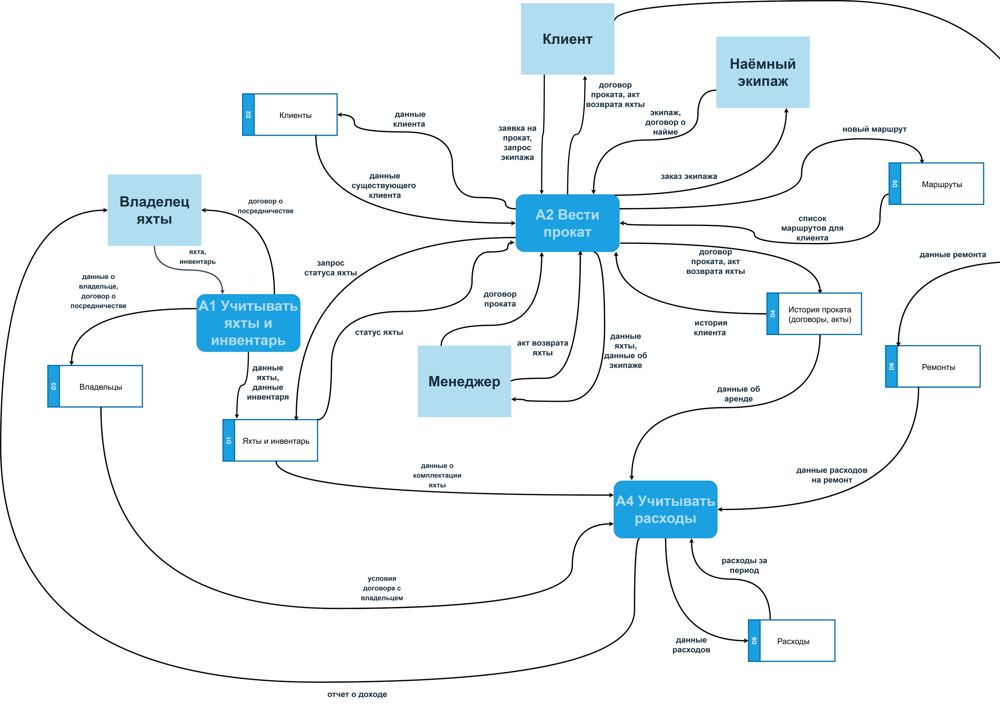 Клиент
Наёмный
экипаж
договор
проката, акт
возврата яхты
D2
Клиенты
данные
клиента
экипаж,
договор о
найме
заявка на
прокат,
запрос
экипажа
новый маршрут
заказ экипажа
D5
Маршруты
данные
существующего
клиента
Владелец
яхты
договор о
посредничестве
А2 Вести
прокат
список
маршрутов для
клиента
яхта,
инвентарь
запрос
статуса яхты
договор
проката, акт
возврата яхты
данные ремонта
данные о
владельце,
договор о
посредничестве
А1 Учитывать
яхты и
инвентарь
договор
проката
D4
История проката
(договоры, акты)
статус яхты
история
клиента
акт возврата
яхты
данные
яхты,
данные об
экипаже
D6
Ремонты
данные
яхты,
данные
инвентаря
D3
Владельцы
Менеджер
данные об
аренде
D1
Яхты и инвентарь
данные о
комплектации
яхты
данные расходов
на ремонт
А4 Учитывать
расходы
расходы за
период
условия
договора с
владельцем
данные
расходов
D8
Расходы
отчет о доходе